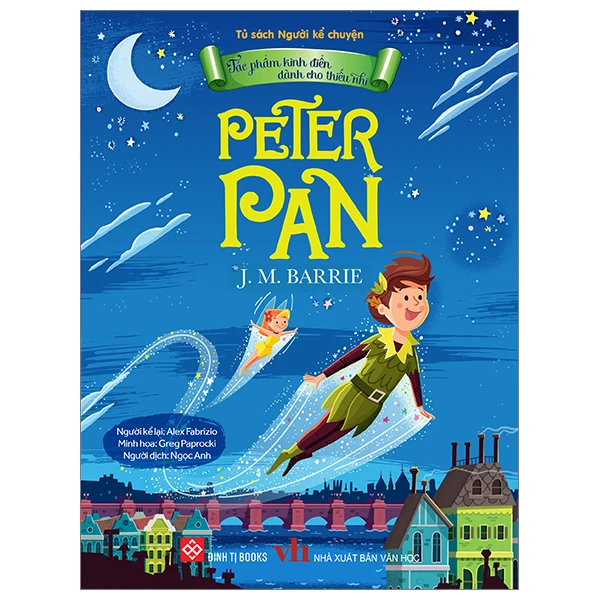 Tủ sách Người kể chuyện
Tác phẩm kinh điển
dành cho thiếu nhi
PETER
PAN
J. M. BARRIE
Người kể lại: Alex Fabrizio
Minh họa: Greg Paprocki
Người dịch: Ngọc Anh
ĐINH TỊ BOOKS
vh NHÀ XUẤT BẢN VĂN HỌC